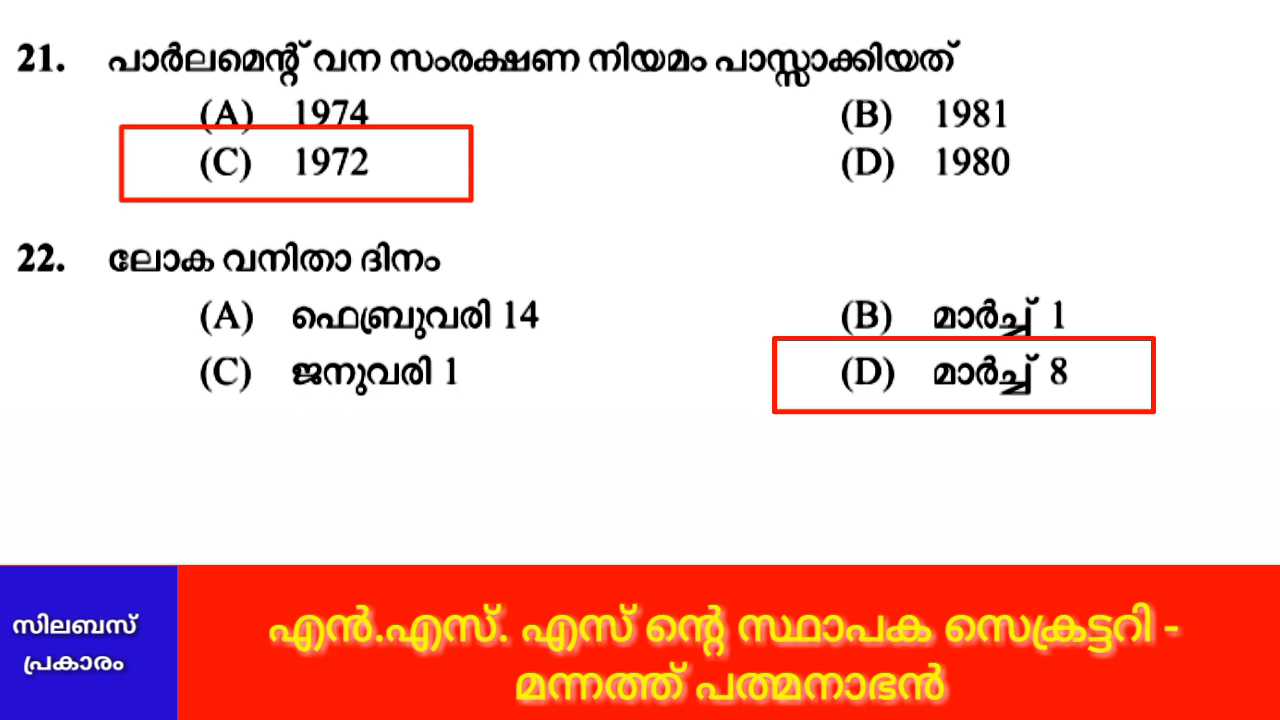 21. പാർലമെന്റ് വന സംരക്ഷണ നിയമം പാസ്സാക്കിയത്
(A) 1974 (B) 1981
(C) 1972 (D) 1980
22. ലോക വനിതാ ദിനം
(A) ഫെബ്രുവരി 14 (B) മാർച്ച് 1
(C) ജനുവരി 1 (D) മാർച്ച് 8
സിലബസ്
പ്രകാരം
എൻ.എസ്. എസ് ന്റെ സ്ഥാപക സെക്രട്ടറി -
മന്നത്ത് പത്മനാഭൻ